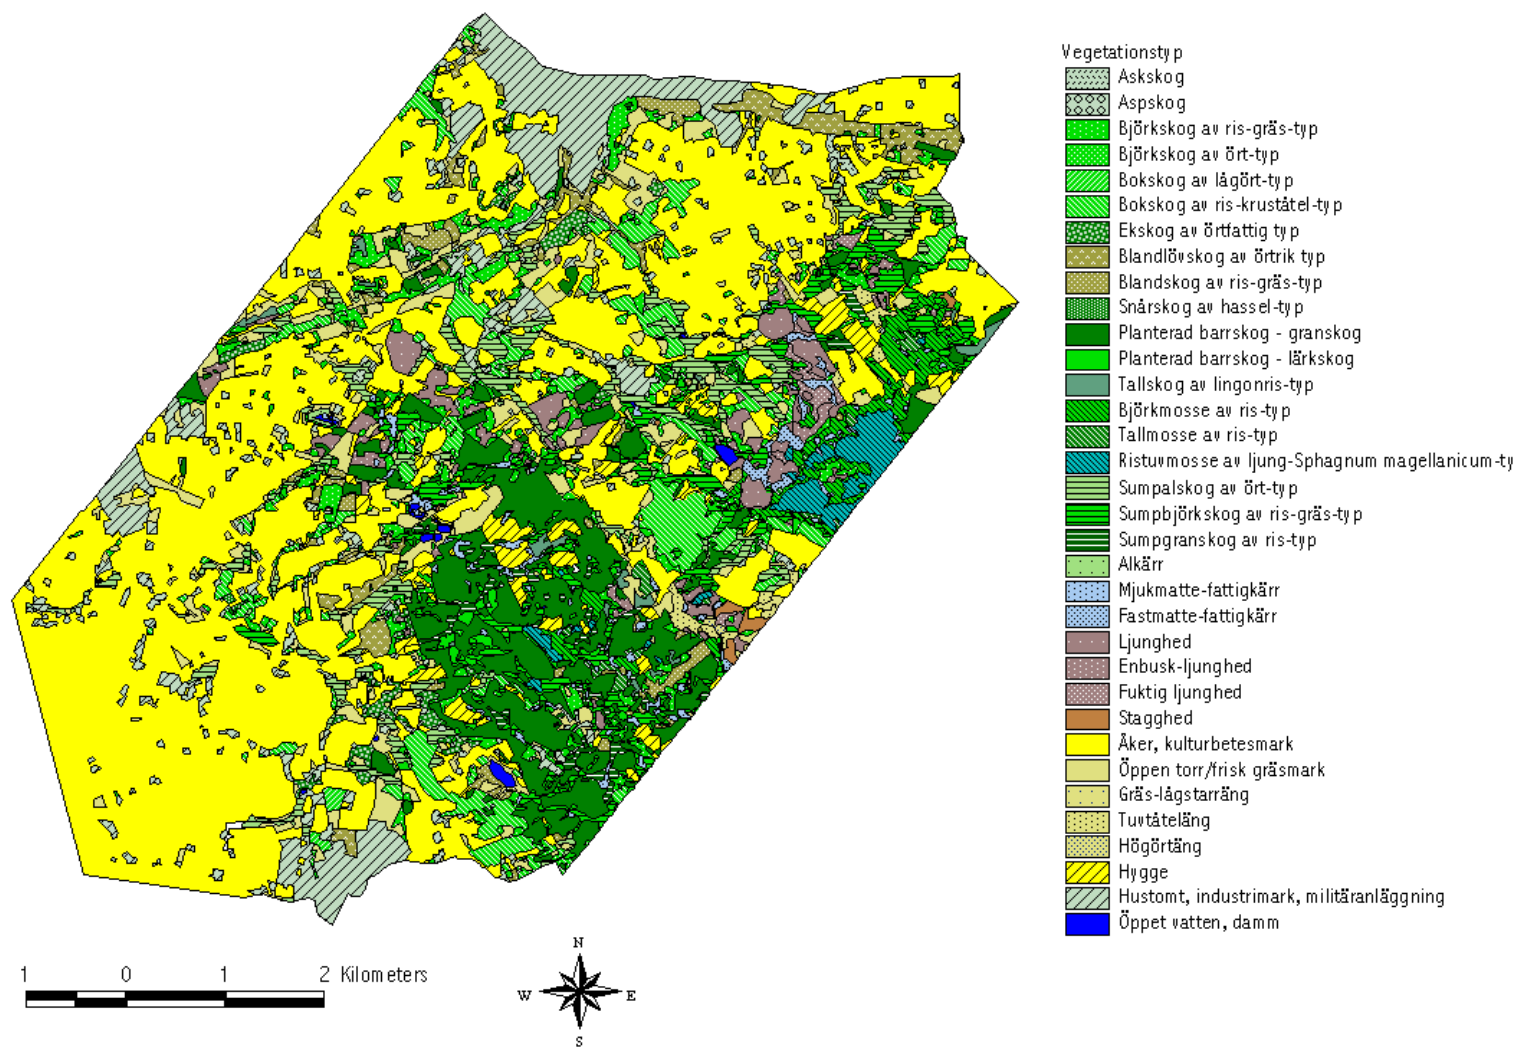 Vegetationstyp
Askskog
Aspskog
Björkskog av ris-gräs-typ
Björkskog av ört-typ
Bokskog av lågört-typ
Bokskog av ris-kruståtel-typ
Ekskog av örtfattig typ
Blandlövskog av örtrik typ
Blandskog av ris-gräs-typ
Snårskog av hassel-typ
Planterad barrskog - granskog
Planterad barrskog - lärkskog
Tallskog av lingonris-typ
Björkmosse av ris-typ
Tallmosse av ris-typ
Ristuvmosse av ljung-Sphagnum magellanicum-ty
Sumpalskog av ört-typ
Sumpbjörkskog av ris-gräs-typ
Sumpgranskog av ris-typ
Alkärr
Mjukmatte-fattigkärr
Fastmatte-fattigkärr
Ljunghed
Enbusk-ljunghed
Fuktig ljunghed
Stagghed
Åker, kulturbetesmark
Öppen torr/frisk gräsmark
Gräs-lågstarräng
Tuvtåteläng
Högörtäng
Hygge
Hustomt, industrimark, militäranläggning
Öppet vatten, damm
1 0 1 2 Kilometers
N
W E
S